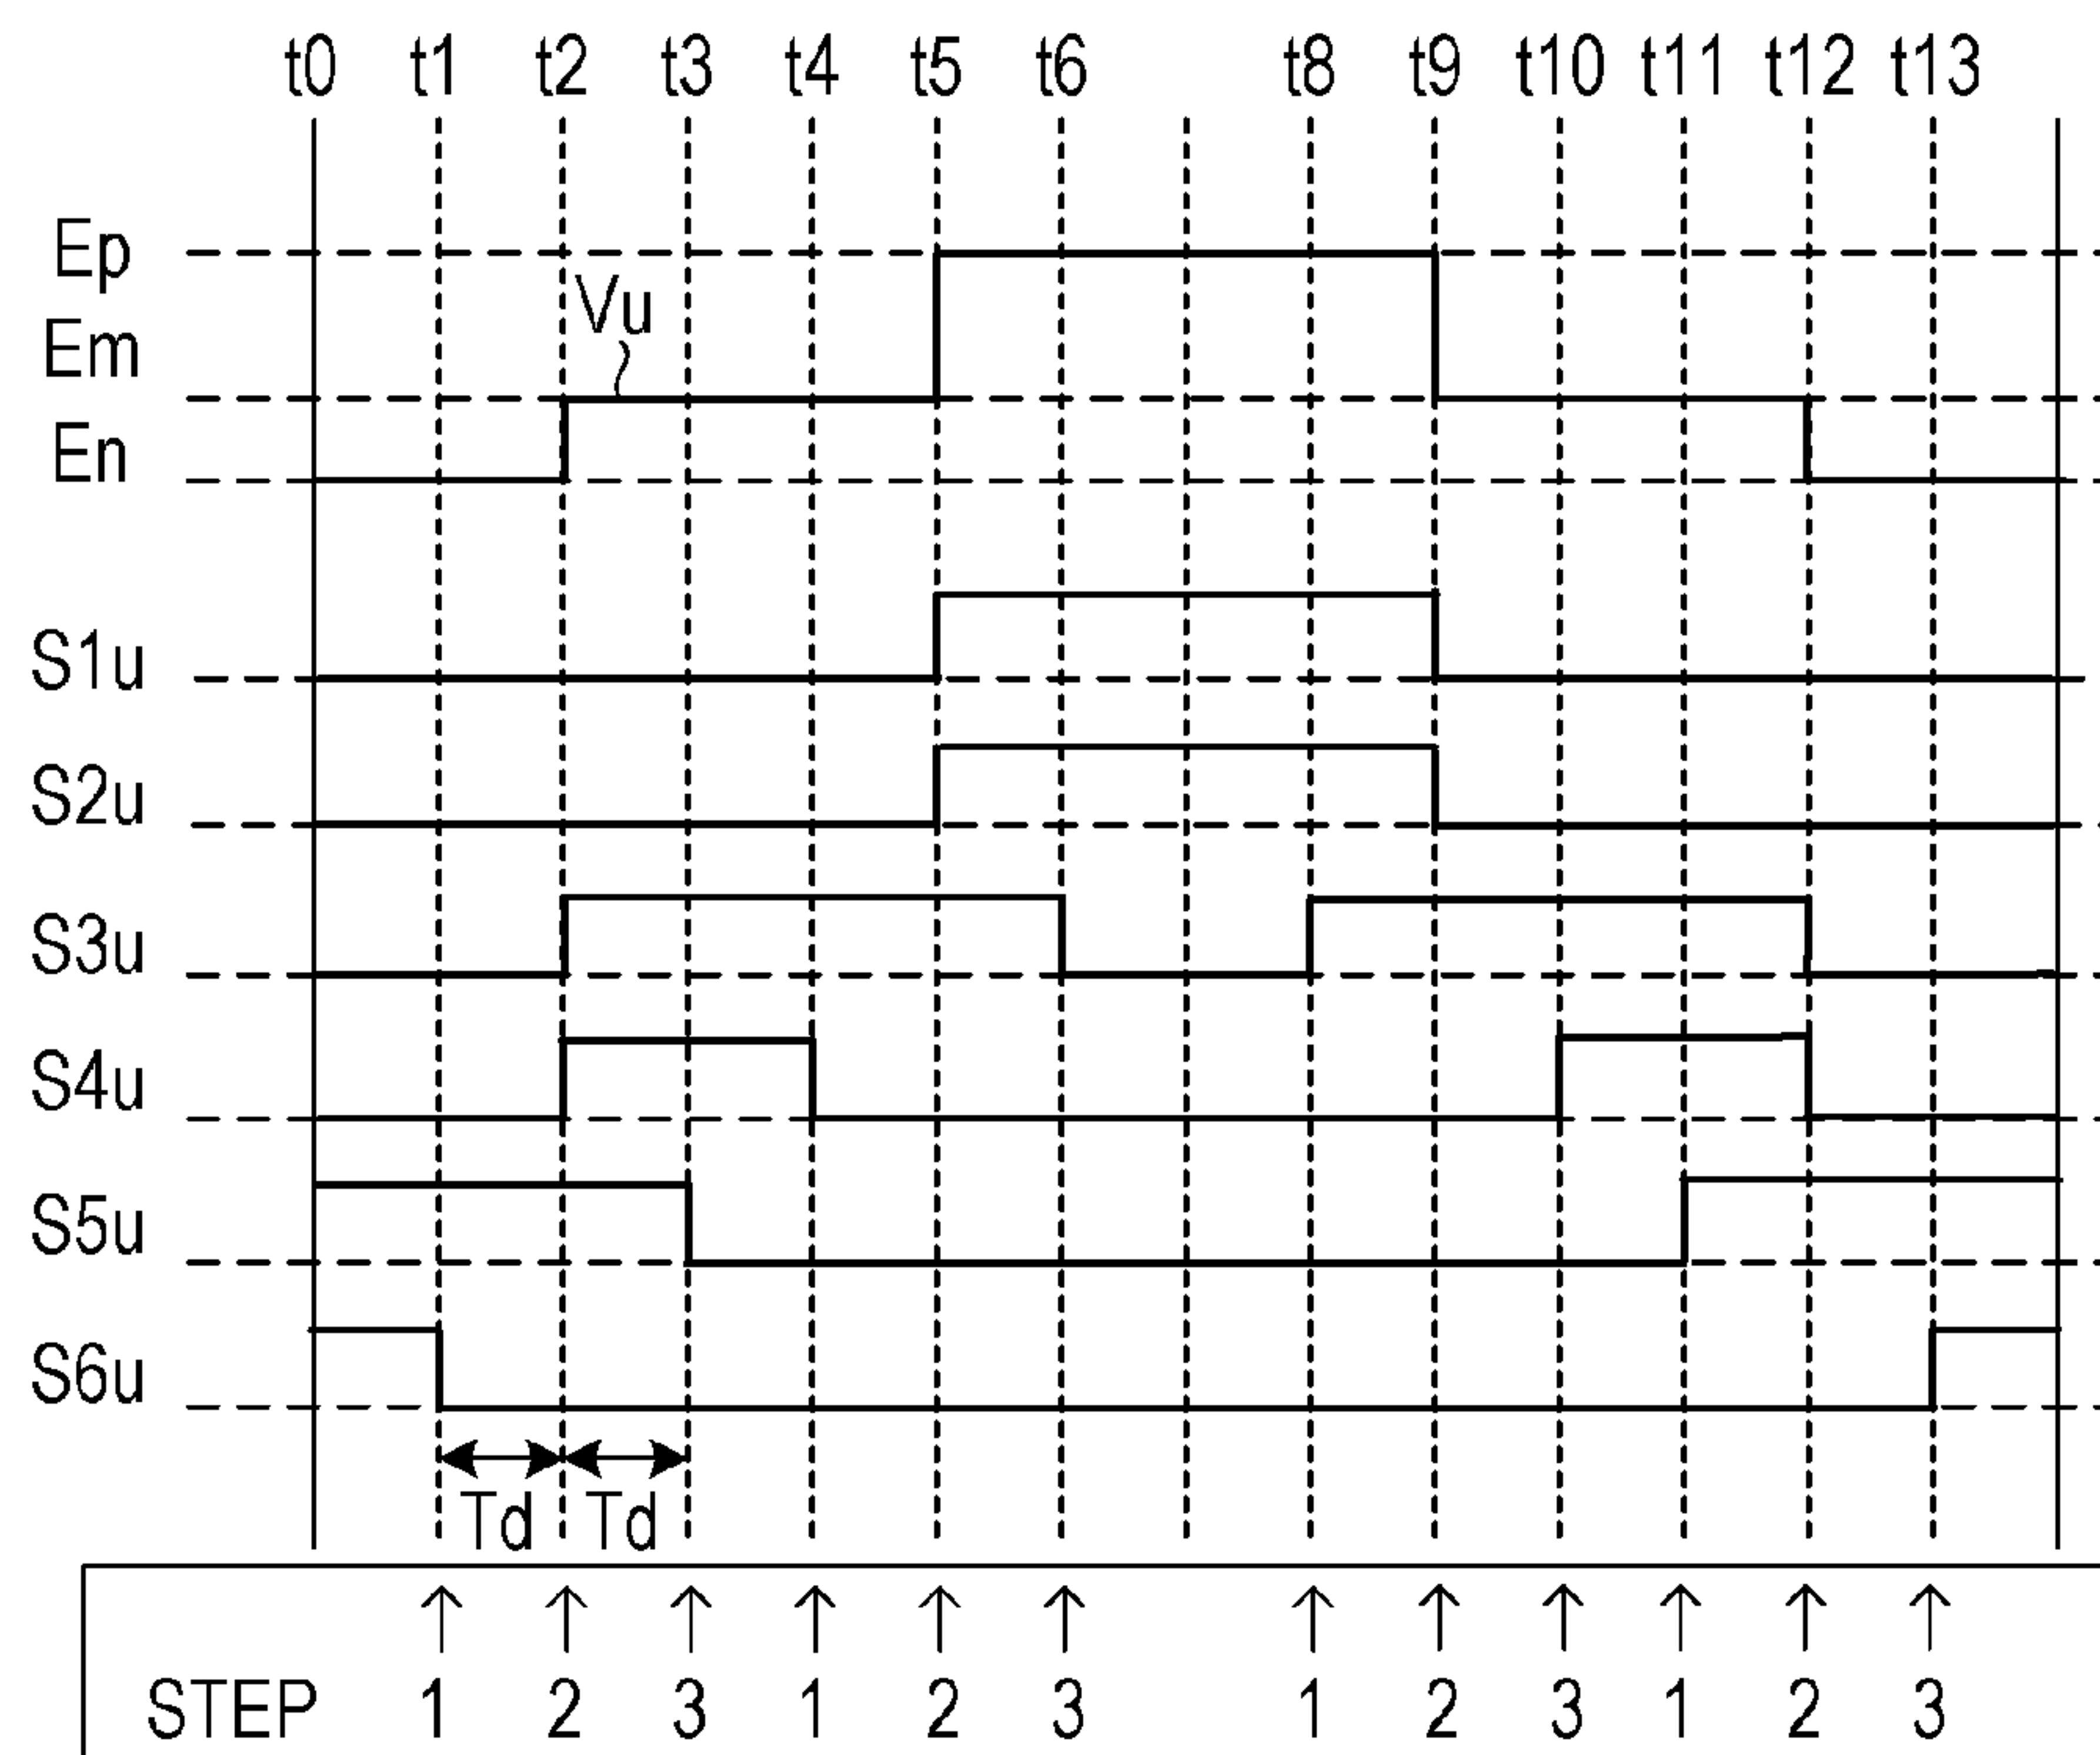 t0 t1 t2 t3 t4 t5 t6 t8 t9 t10 t11 t12 t13
Ep
Vu
Em
En
S1u
S2u
S3u
S4u
S5u
S6u
Td Td
STEP 1 2 3 1 2 3 1 2 3 1 2 3